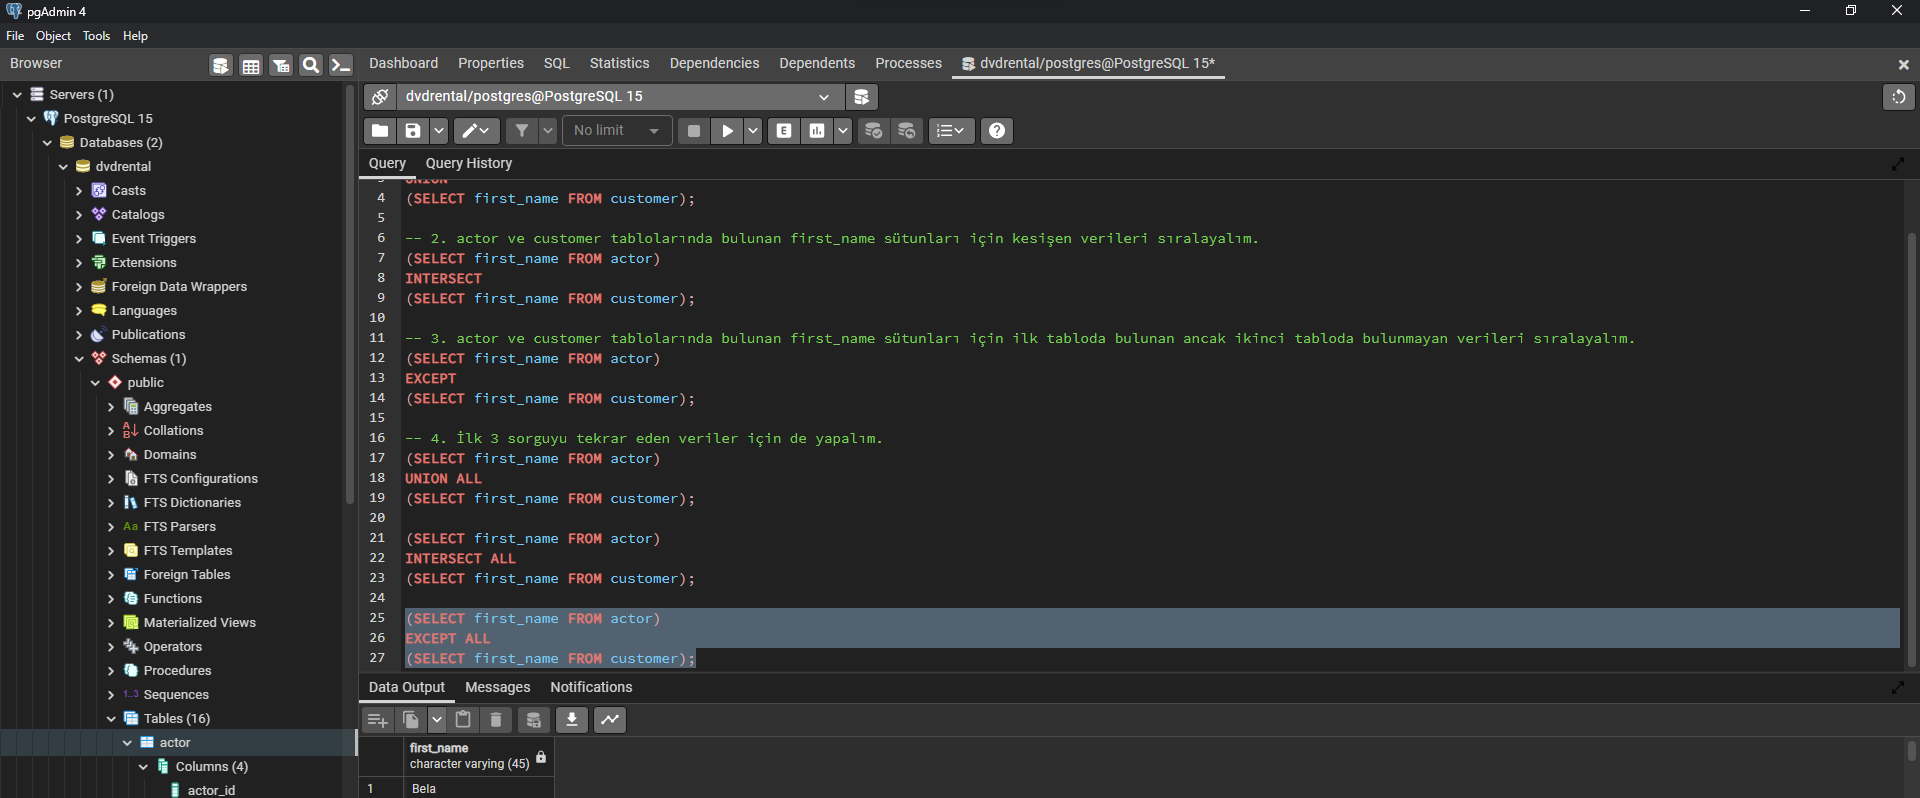 pgAdmin 4
File Object Tools Help
Browser
Dashboard Properties SQL Statistics Dependencies Dependents Processes dvdrental/postgres@PostgreSQL 15*
Servers (1)
PostgreSQL 15
Databases (2)
dvdrental
Casts
Catalogs
Event Triggers
Extensions
Foreign Data Wrappers
Languages
Publications
Schemas (1)
public
Aggregates
Collations
Domains
FTS Configurations
FTS Dictionaries
Aa FTS Parsers
FTS Templates
Foreign Tables
Functions
Materialized Views
Operators
Procedures
1..3 Sequences
Tables (16)
actor
Columns (4)
actor_id
dvdrental/postgres@PostgreSQL 15
No limit
E
Query Query History
3 UNION
4 (SELECT first_name FROM customer);
5
6 -- 2. actor ve customer tablolarında bulunan first_name sütunları için kesişen verileri sıralayalım.
7 (SELECT first_name FROM actor)
8 INTERSECT
9 (SELECT first_name FROM customer);
10
11 -- 3. actor ve customer tablolarında bulunan first_name sütunları için ilk tabloda bulunan ancak ikinci tabloda bulunmayan verileri sıralayalım.
12 (SELECT first_name FROM actor)
13 EXCEPT
14 (SELECT first_name FROM customer);
15
16 -- 4. İlk 3 sorguyu tekrar eden veriler için de yapalım.
17 (SELECT first_name FROM actor)
18 UNION ALL
19 (SELECT first_name FROM customer);
20
21 (SELECT first_name FROM actor)
22 INTERSECT ALL
23 (SELECT first_name FROM customer);
24
25 (SELECT first_name FROM actor)
26 EXCEPT ALL
27 (SELECT first_name FROM customer);
Data Output Messages Notifications
first_name
character varying (45)
1 Bela